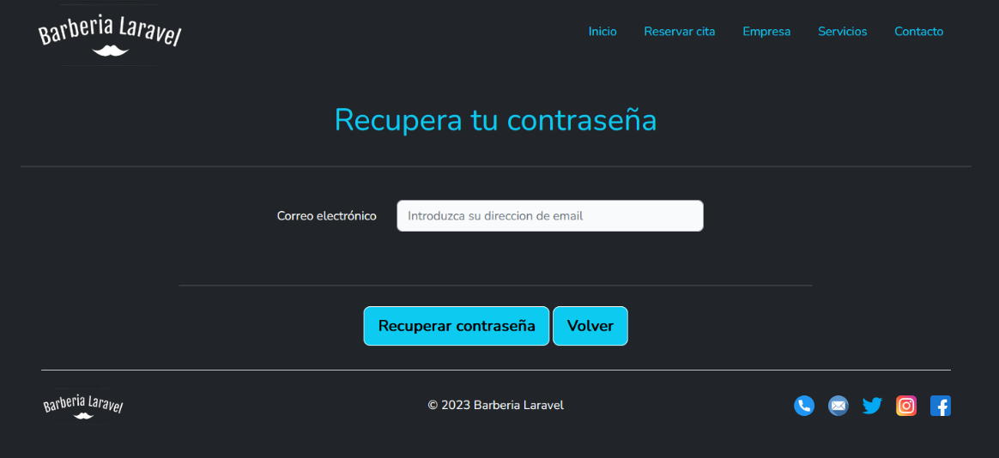 Barberia Laravel
Inicio Reservar cita Empresa Servicios Contacto
Recupera tu contraseña
Correo electrónico Introduzca su direccion de email
Recuperar contraseña Volver
Barberia Laravel © 2023 Barberia Laravel